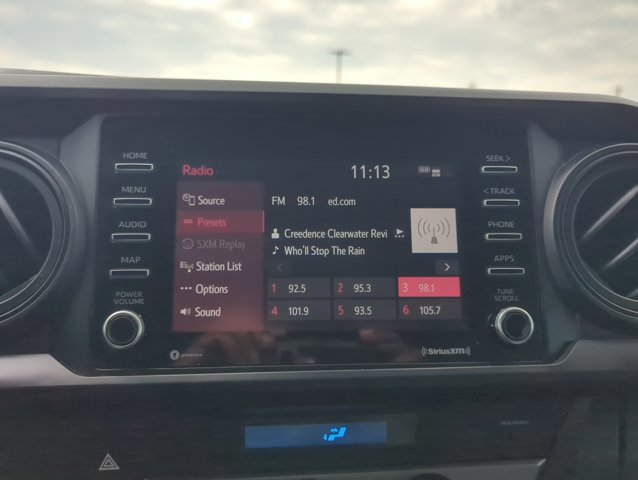 HOME
MENU
AUDIO
MAP
POWER
VOLUME
Radio
11:13
Source
Presets
SXM Replay
Station List
Options
Sound
FM 98.1 ed.com
Creedence Clearwater Revi
Who'll Stop The Rain
1 92.5 2 95.3 3 98.1
4 101.9 5 93.5 6 105.7
SiriusXM
SEEK >
< TRACK
PHONE
APPS
TUNE
SCROLL